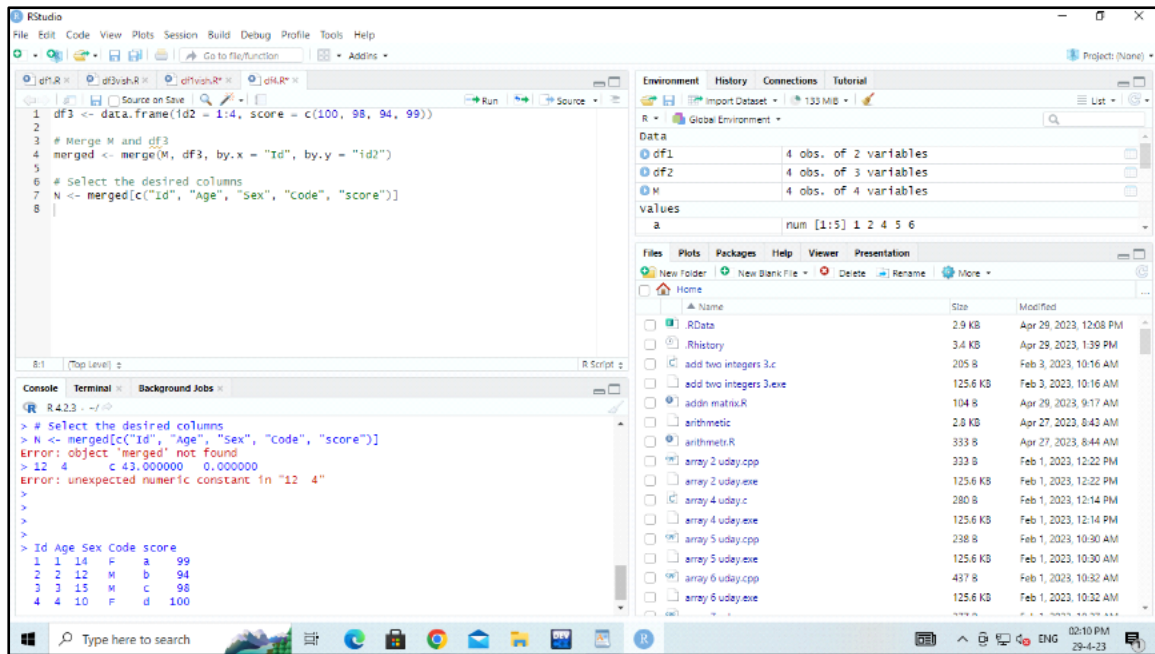 RStudio
File Edit Code View Plots Session Build Debug Profile Tools Help
Go to file/function
Addins
Project: (None)
df1.R
df3vish.R
df1vish.R*
df4.R*
Source on Save
Run
Source
1 df3 <- data.frame(id2 = 1:4, score = c(100, 98, 94, 99))
2
3 # Merge M and df3
4 merged <- merge(M, df3, by.x = "Id", by.y = "id2")
5
6 # Select the desired columns
7 N <- merged[c("Id", "Age", "Sex", "Code", "score")]
8
8:1 (Top Level) R Script
Console Terminal Background Jobs
R 4.2.3 · ~/
> # Select the desired columns
> N <- merged[c("Id", "Age", "Sex", "Code", "score")]
Error: object 'merged' not found
> 12 4 c 43.000000 0.000000
Error: unexpected numeric constant in "12 4"
>
>
>
>
> Id Age Sex Code score
1 1 14 F a 99
2 2 12 M b 94
3 3 15 M c 98
4 4 10 F d 100
Environment History Connections Tutorial
Import Dataset 133 MiB List
R Global Environment
Data
df1 4 obs. of 2 variables
df2 4 obs. of 3 variables
M 4 obs. of 4 variables
values
a num [1:5] 1 2 4 5 6
Files Plots Packages Help Viewer Presentation
New Folder New Blank File Delete Rename More
Home
Name Size Modified
.RData 2.9 KB Apr 29, 2023, 12:08 PM
.Rhistory 3.4 KB Apr 29, 2023, 1:39 PM
add two integers 3.c 205 B Feb 3, 2023, 10:16 AM
add two integers 3.exe 125.6 KB Feb 3, 2023, 10:16 AM
addn matrix.R 104 B Apr 29, 2023, 9:17 AM
arithmetic 2.8 KB Apr 27, 2023, 8:43 AM
arithmetr.R 333 B Apr 27, 2023, 8:44 AM
array 2 uday.cpp 333 B Feb 1, 2023, 12:22 PM
array 2 uday.exe 125.6 KB Feb 1, 2023, 12:22 PM
array 4 uday.c 280 B Feb 1, 2023, 12:14 PM
array 4 uday.exe 125.6 KB Feb 1, 2023, 12:14 PM
array 5 uday.cpp 238 B Feb 1, 2023, 10:30 AM
array 5 uday.exe 125.6 KB Feb 1, 2023, 10:30 AM
array 6 uday.cpp 437 B Feb 1, 2023, 10:32 AM
array 6 uday.exe 125.6 KB Feb 1, 2023, 10:32 AM
Type here to search
DEV
R
ENG
02:10 PM
29-4-23